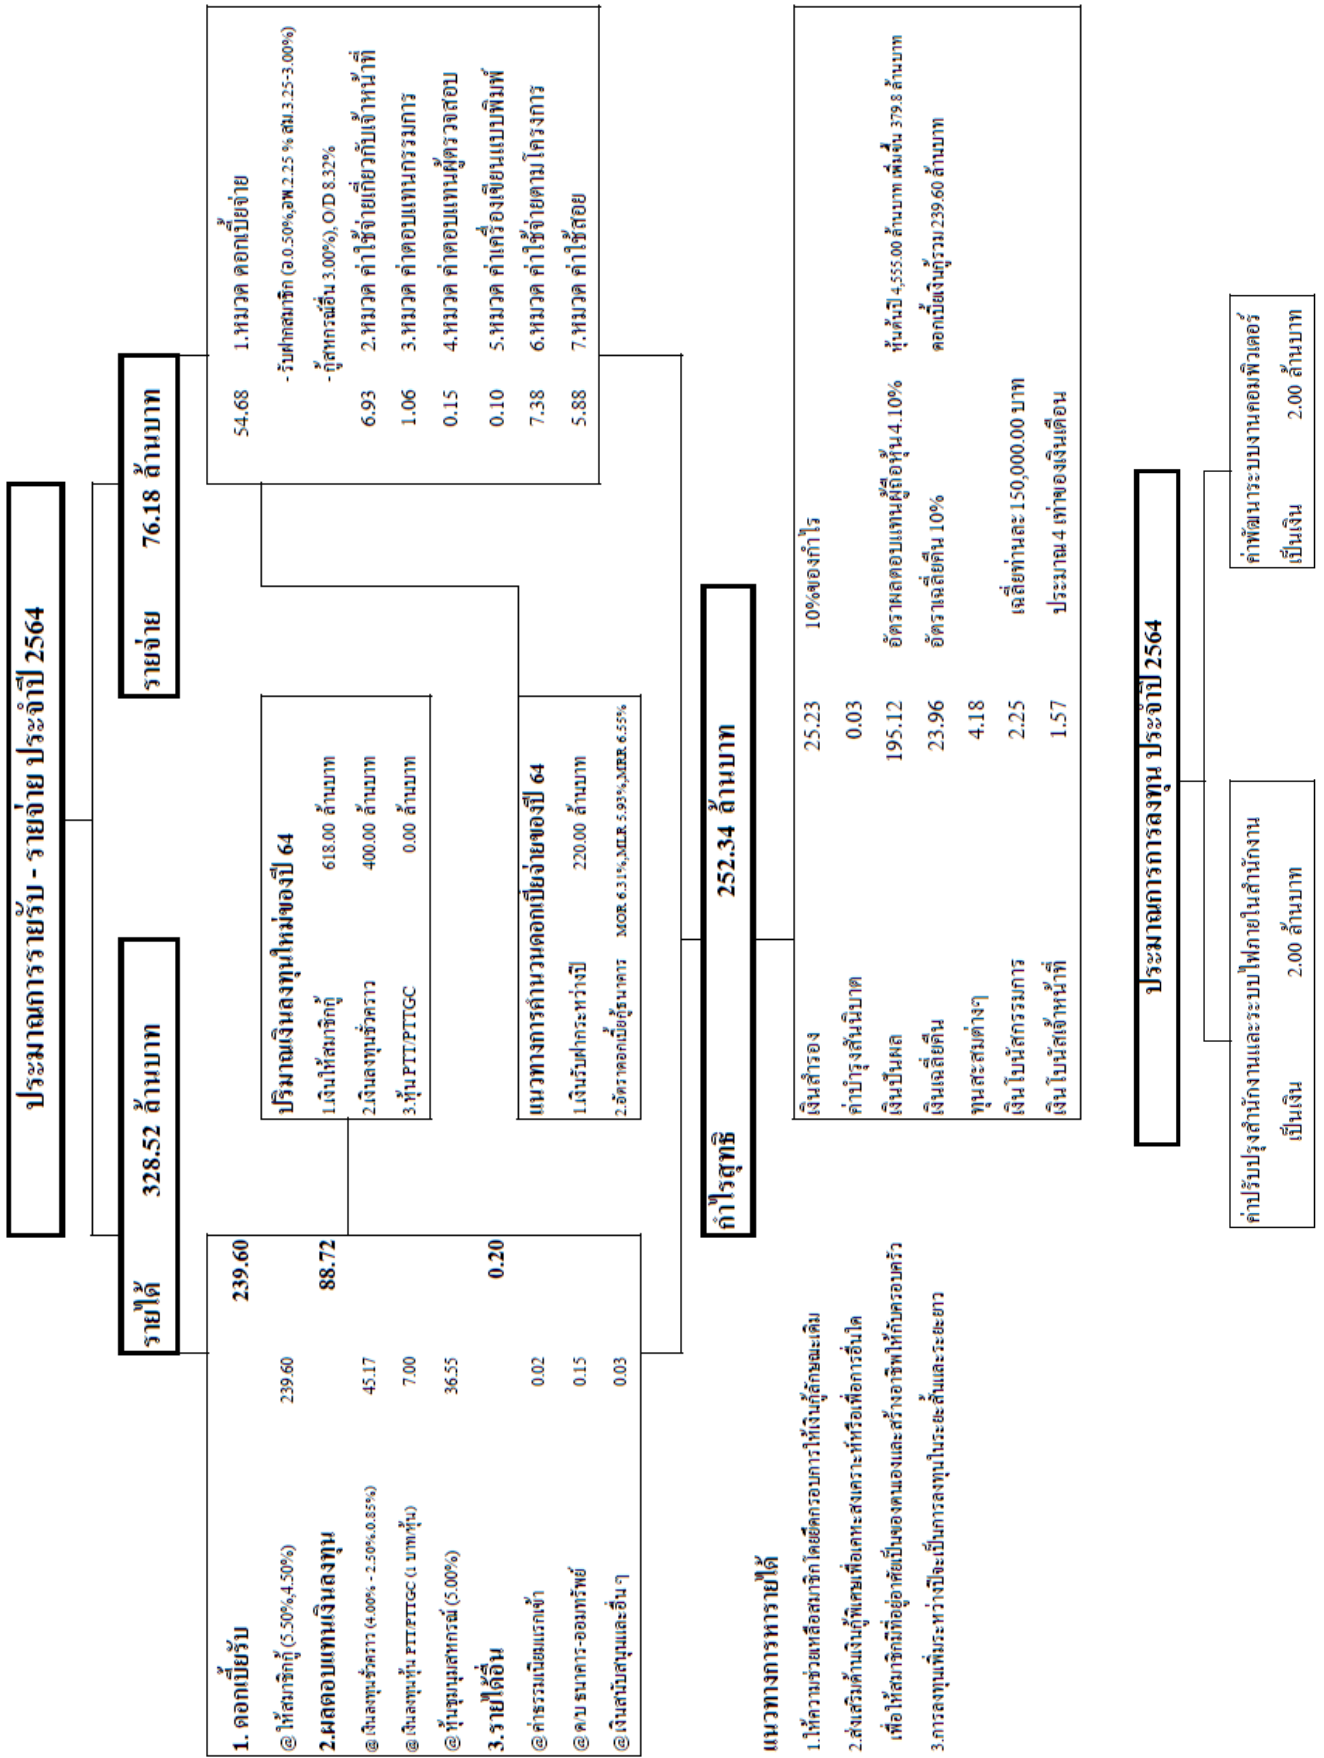 ประมาณการรายรับ - รายจ่าย ประจำปี 2564
รายได้ 328.52 ล้านบาท
รายจ่าย 76.18 ล้านบาท
1. ดอกเบี้ยรับ 239.60
@ ให้สมาชิกกู้ (5.50%,4.50%) 239.60
2.ผลตอบแทนเงินลงทุน 88.72
@ เงินลงทุนชั่วคราว (4.00% - 2.50%.0.85%) 45.17
@ เงินลงทุนหุ้น PTT/PTTGC (1 บาท/หุ้น) 7.00
@ หุ้นชุมนุมสหกรณ์ (5.00%) 36.55
3.รายได้อื่น 0.20
@ ค่าธรรมเนียมแรกเข้า 0.02
@ ด/บ ธนาคาร-ออมทรัพย์ 0.15
@ เงินสนับสนุนและอื่น ๆ 0.03
ปริมาณเงินลงทุนใหม่ของปี 64
1.เงินให้สมาชิกกู้ 618.00 ล้านบาท
2.เงินลงทุนชั่วคราว 400.00 ล้านบาท
3.หุ้น PTT/PTTGC 0.00 ล้านบาท
แนวทางการคำนวนดอกเบี้ยจ่ายของปี 64
1.เงินรับฝากระหว่างปี 220.00 ล้านบาท
2.อัตราดอกเบี้ยกู้ธนาคาร MOR 6.31%,MLR 5.93%,MRR 6.55%
54.68 1.หมวด ดอกเบี้ยจ่าย
- รับฝากสมาชิก (อ.0.50%,อพ.2.25 % สม.3.25-3.00%)
- กู้สหกรณ์อื่น 3.00%), O/D 8.32%
6.93 2.หมวด ค่าใช้จ่ายเกี่ยวกับเจ้าหน้าที่
1.06 3.หมวด ค่าตอบแทนกรรมการ
0.15 4.หมวด ค่าตอบแทนผู้ตรวจสอบ
0.10 5.หมวด ค่าเครื่องเขียนแบบพิมพ์
7.38 6.หมวด ค่าใช้จ่ายตามโครงการ
5.88 7.หมวด ค่าใช้สอย
กำไรสุทธิ 252.34 ล้านบาท
แนวทางการหารายได้
1.ให้ความช่วยเหลือสมาชิกโดยยึดกรอบการให้เงินกู้ลักษณะเดิม
2.ส่งเสริมด้านเงินกู้พิเศษเพื่อเคหะสงเคราะห์หรือเพื่อการอื่นใด
เพื่อให้สมาชิกมีที่อยู่อาศัยเป็นของตนเองและสร้างอาชีพให้กับครอบครัว
3.การลงทุนเพิ่มระหว่างปีจะเป็นการลงทุนในระยะสั้นและระยะยาว
เงินสำรอง 25.23 10%ของกำไร
ค่าบำรุงสันนิบาต 0.03
เงินปันผล 195.12 อัตราผลตอบแทนผู้ถือหุ้น 4.10% หุ้นต้นปี 4,555.00 ล้านบาท เพิ่มขึ้น 379.8 ล้านบาท
เงินเฉลี่ยคืน 23.96 อัตราเฉลี่ยคืน 10% ดอกเบี้ยเงินกู้รวม 239.60 ล้านบาท
ทุนสะสมต่างๆ 4.18
เงินโบนัสกรรมการ 2.25 เฉลี่ยท่านละ 150,000.00 บาท
เงินโบนัสเจ้าหน้าที่ 1.57 ประมาณ 4 เท่าของเงินเดือน
ประมาณการการลงทุน ประจำปี 2564
ค่าปรับปรุงสำนักงานและระบบไฟภายในสำนักงาน
เป็นเงิน 2.00 ล้านบาท
ค่าพัฒนาระบบงานคอมพิวเตอร์
เป็นเงิน 2.00 ล้านบาท